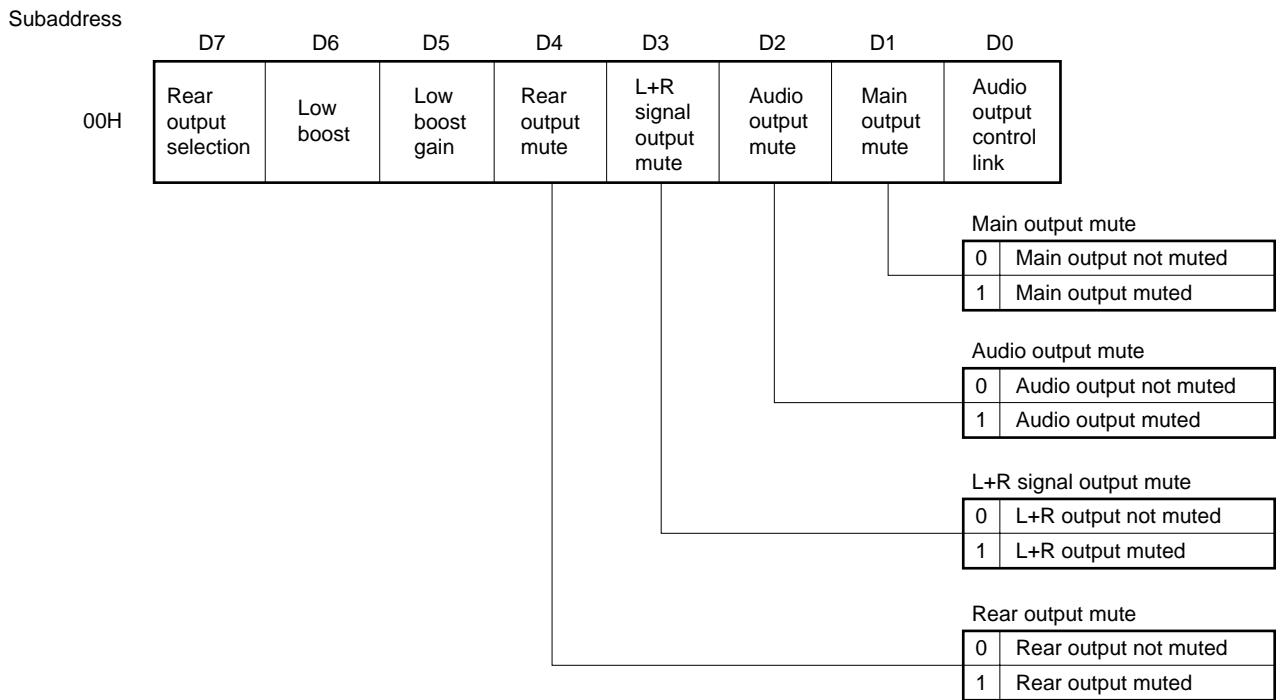 Subaddress
D7 D6 D5 D4 D3 D2 D1 D0
00H
Rear
output
selection
Low
boost
Low
boost
gain
Rear
output
mute
L+R
signal
output
mute
Audio
output
mute
Main
output
mute
Audio
output
control
link
Main output mute
0 Main output not muted
1 Main output muted
Audio output mute
0 Audio output not muted
1 Audio output muted
L+R signal output mute
0 L+R output not muted
1 L+R output muted
Rear output mute
0 Rear output not muted
1 Rear output muted